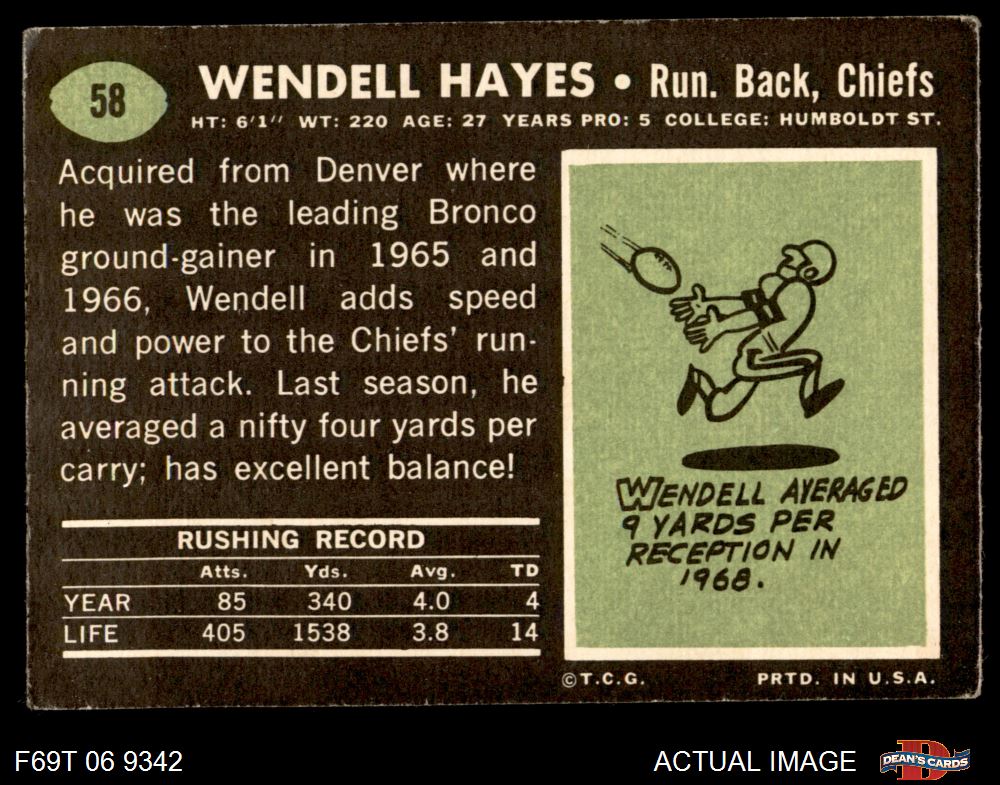 58
WENDELL HAYES • Run. Back, Chiefs
HT: 6'1" WT: 220 AGE: 27 YEARS PRO: 5 COLLEGE: HUMBOLDT ST.
Acquired from Denver where
he was the leading Bronco
ground-gainer in 1965 and
1966, Wendell adds speed
and power to the Chiefs' run-
ning attack. Last season, he
averaged a nifty four yards per
carry; has excellent balance!
RUSHING RECORD
Atts. Yds. Avg. TD
YEAR 85 340 4.0 4
LIFE 405 1538 3.8 14
WENDELL AVERAGED
9 YARDS PER
RECEPTION IN
1968.
©T.C.G. PRTD. IN U.S.A.
F69T 06 9342
ACTUAL IMAGE
D
DEAN'S CARDS